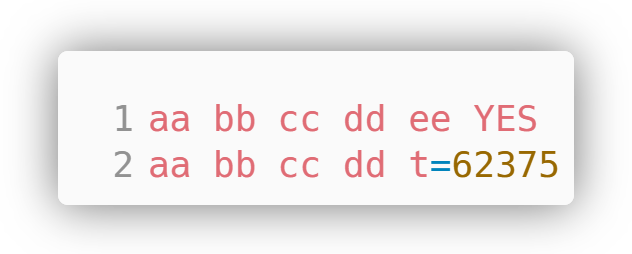 1 aa bb cc dd ee YES
2 aa bb cc dd t=62375